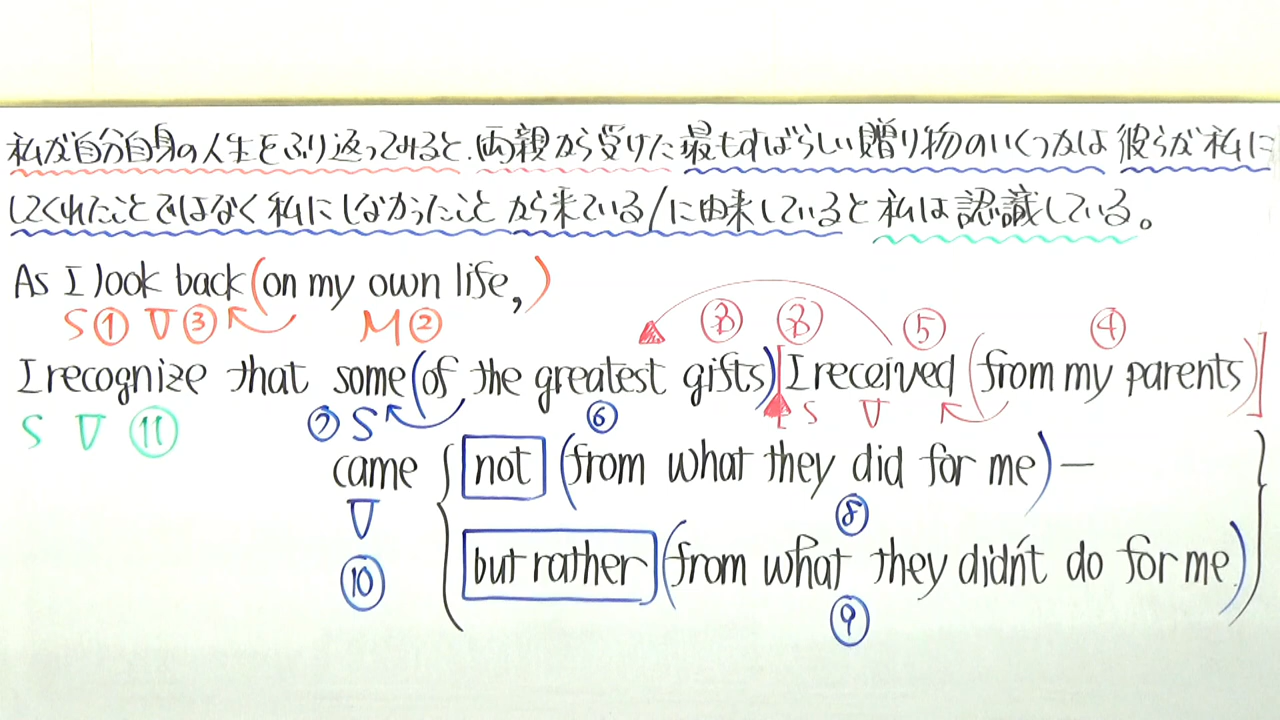 私が自分自身の人生をふり返ってみると、両親から受けた最もすばらしい贈り物のいくつかは彼らが私に
してくれたことではなく私にしなかったことから来ている/に由来していると私は認識している。
As I look back (on my own life,)
S① V③ M②
⑧ ⑧ ⑤ ④
I recognize that some (of the greatest gifts) [I received (from my parents)]
S V ⑪ ⑦ S ⑥ S V
came { not (from what they did for me) — }
V ⑧
but rather (from what they didn't do for me.)
⑩ ⑨